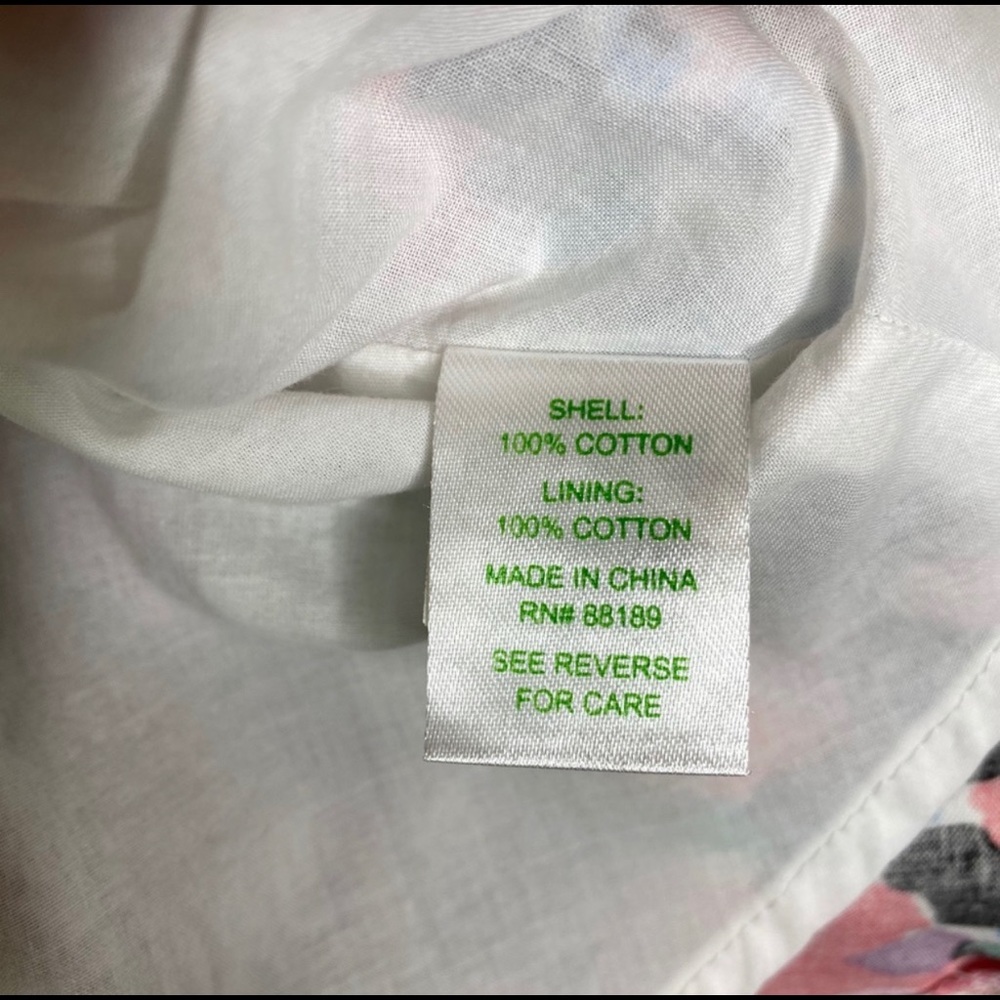 SHELL:
100% COTTON
LINING:
100% COTTON
MADE IN CHINA
RN# 88189
SEE REVERSE
FOR CARE